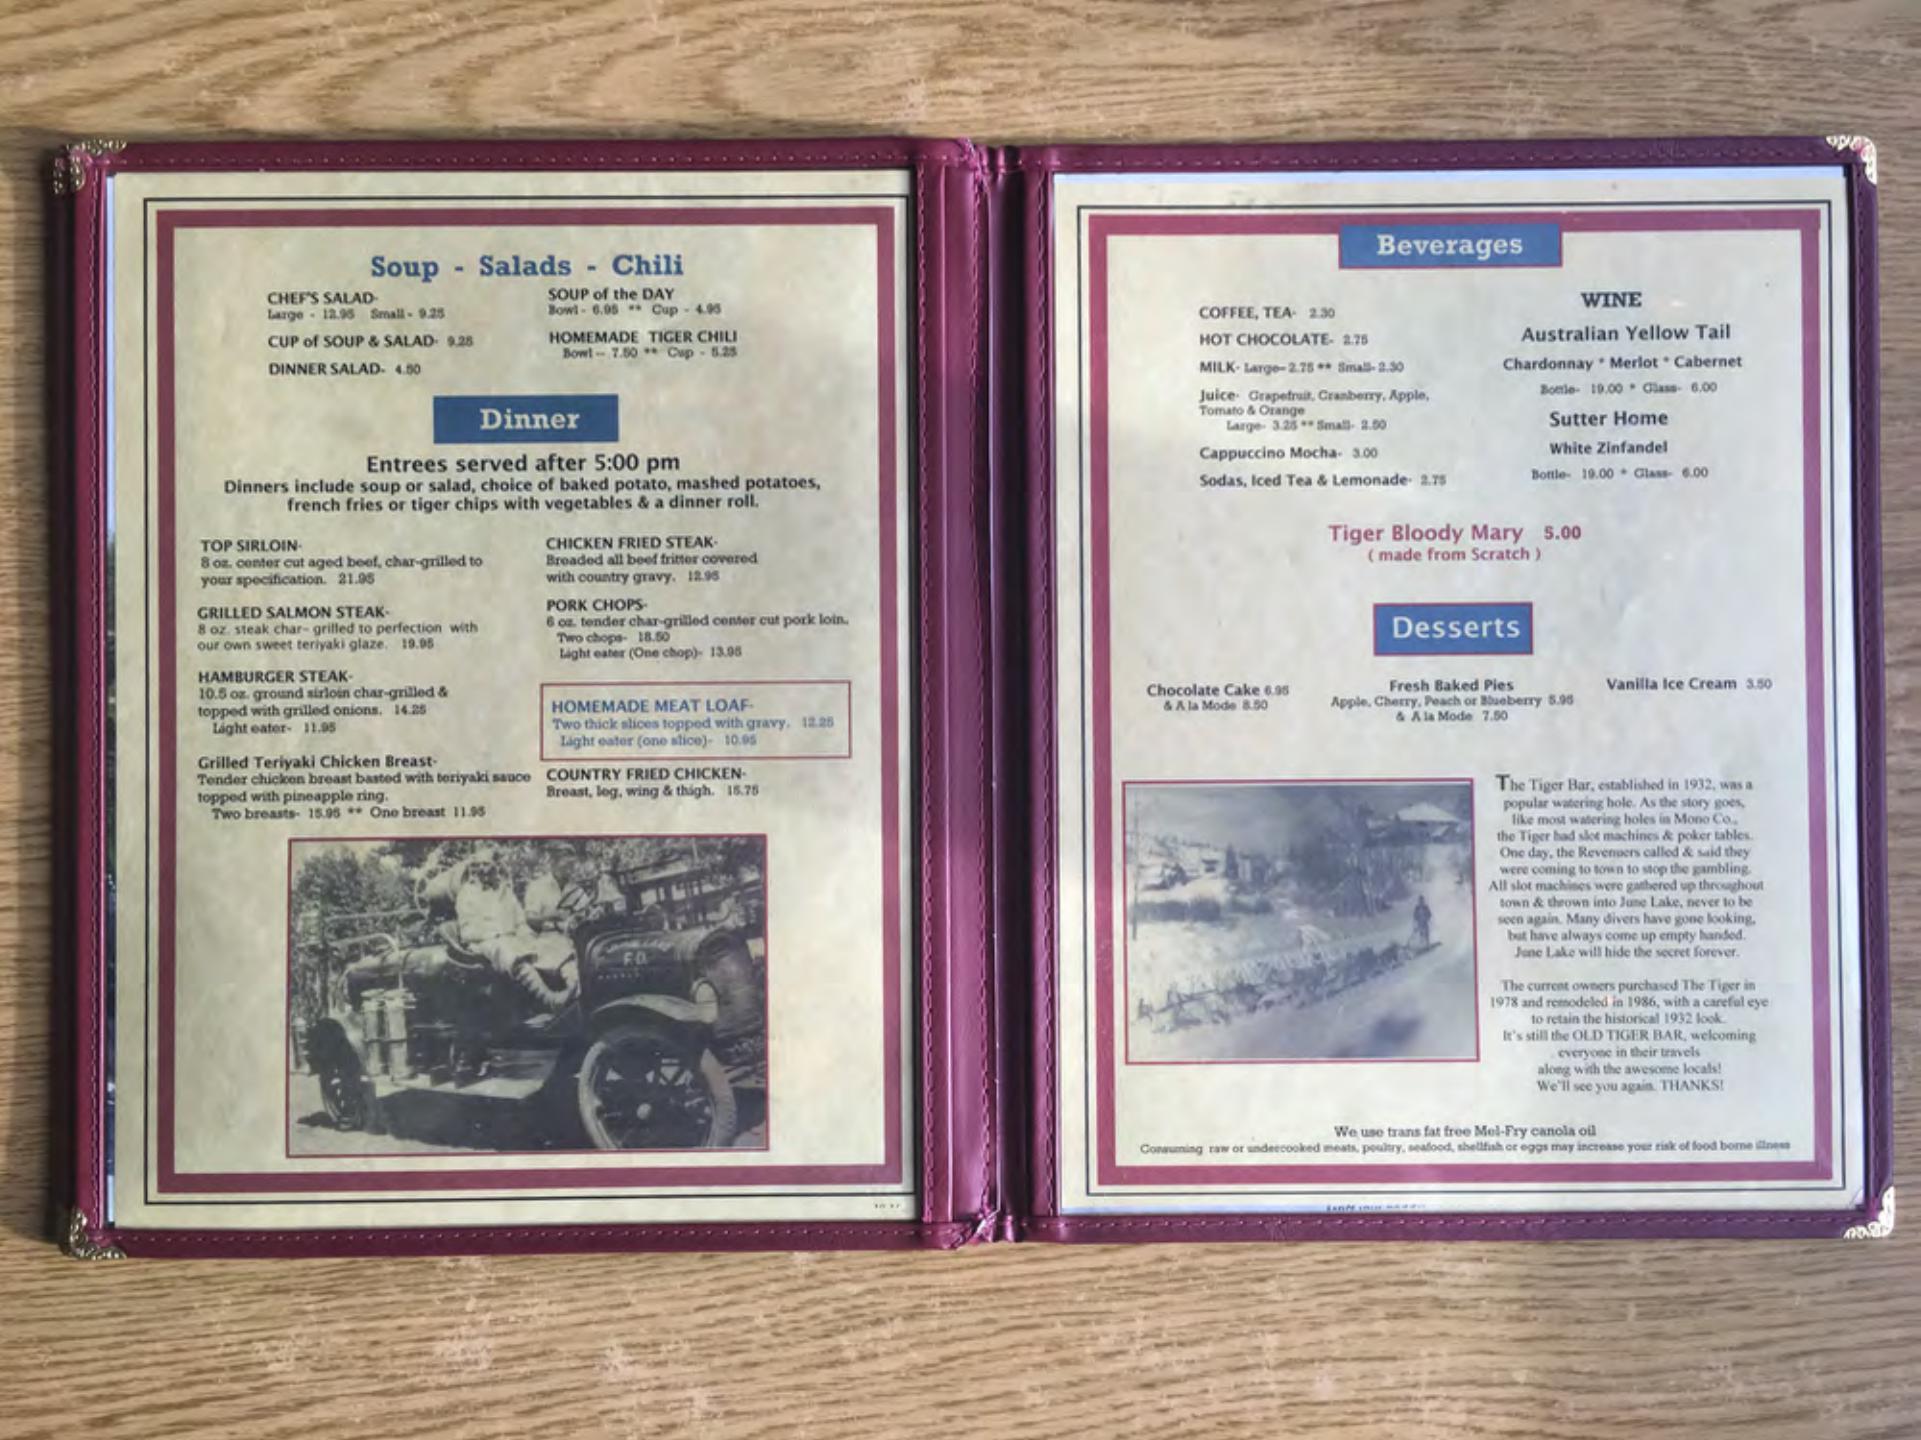 Soup - Salads - Chili
CHEF'S SALAD-
Large - 12.95 Small - 9.25
CUP of SOUP & SALAD- 9.25
DINNER SALAD- 4.50
SOUP of the DAY
Bowl - 6.95 ** Cup - 4.95
HOMEMADE TIGER CHILI
Bowl -- 7.50 ** Cup - 5.25
Dinner
Entrees served after 5:00 pm
Dinners include soup or salad, choice of baked potato, mashed potatoes,
french fries or tiger chips with vegetables & a dinner roll.
TOP SIRLOIN-
8 oz. center cut aged beef, char-grilled to
your specification. 21.95
GRILLED SALMON STEAK-
8 oz. steak char- grilled to perfection with
our own sweet teriyaki glaze. 19.95
HAMBURGER STEAK-
10.5 oz. ground sirloin char-grilled &
topped with grilled onions. 14.25
Light eater- 11.95
Grilled Teriyaki Chicken Breast-
Tender chicken breast basted with teriyaki sauce
topped with pineapple ring.
Two breasts- 15.95 ** One breast 11.95
CHICKEN FRIED STEAK-
Breaded all beef fritter covered
with country gravy. 12.95
PORK CHOPS-
6 oz. tender char-grilled center cut pork loin.
Two chops- 18.50
Light eater (One chop)- 13.95
HOMEMADE MEAT LOAF-
Two thick slices topped with gravy. 12.25
Light eater (one slice)- 10.95
COUNTRY FRIED CHICKEN-
Breast, leg, wing & thigh. 15.75
F.D.
Beverages
COFFEE, TEA- 2.30
HOT CHOCOLATE- 2.75
MILK- Large- 2.75 ** Small- 2.30
Juice- Grapefruit, Cranberry, Apple,
Tomato & Orange
Large- 3.25 ** Small- 2.50
Cappuccino Mocha- 3.00
Sodas, Iced Tea & Lemonade- 2.75
WINE
Australian Yellow Tail
Chardonnay * Merlot * Cabernet
Bottle- 19.00 * Glass- 6.00
Sutter Home
White Zinfandel
Bottle- 19.00 * Glass- 6.00
Tiger Bloody Mary 5.00
( made from Scratch )
Desserts
Chocolate Cake 6.95
& A la Mode 8.50
Fresh Baked Pies
Apple, Cherry, Peach or Blueberry 5.95
& A la Mode 7.50
Vanilla Ice Cream 3.50
The Tiger Bar, established in 1932, was a
popular watering hole. As the story goes,
like most watering holes in Mono Co.,
the Tiger had slot machines & poker tables.
One day, the Revenuers called & said they
were coming to town to stop the gambling.
All slot machines were gathered up throughout
town & thrown into June Lake, never to be
seen again. Many divers have gone looking,
but have always come up empty handed.
June Lake will hide the secret forever.
The current owners purchased The Tiger in
1978 and remodeled in 1986, with a careful eye
to retain the historical 1932 look.
It's still the OLD TIGER BAR, welcoming
everyone in their travels
along with the awesome locals!
We'll see you again. THANKS!
We use trans fat free Mel-Fry canola oil
Consuming raw or undercooked meats, poultry, seafood, shellfish or eggs may increase your risk of food borne illness